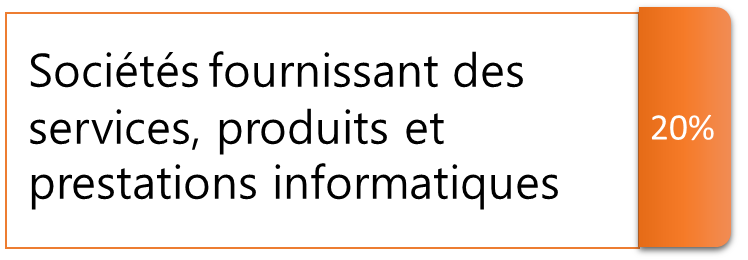 Sociétés fournissant des
services, produits et
prestations informatiques
20%